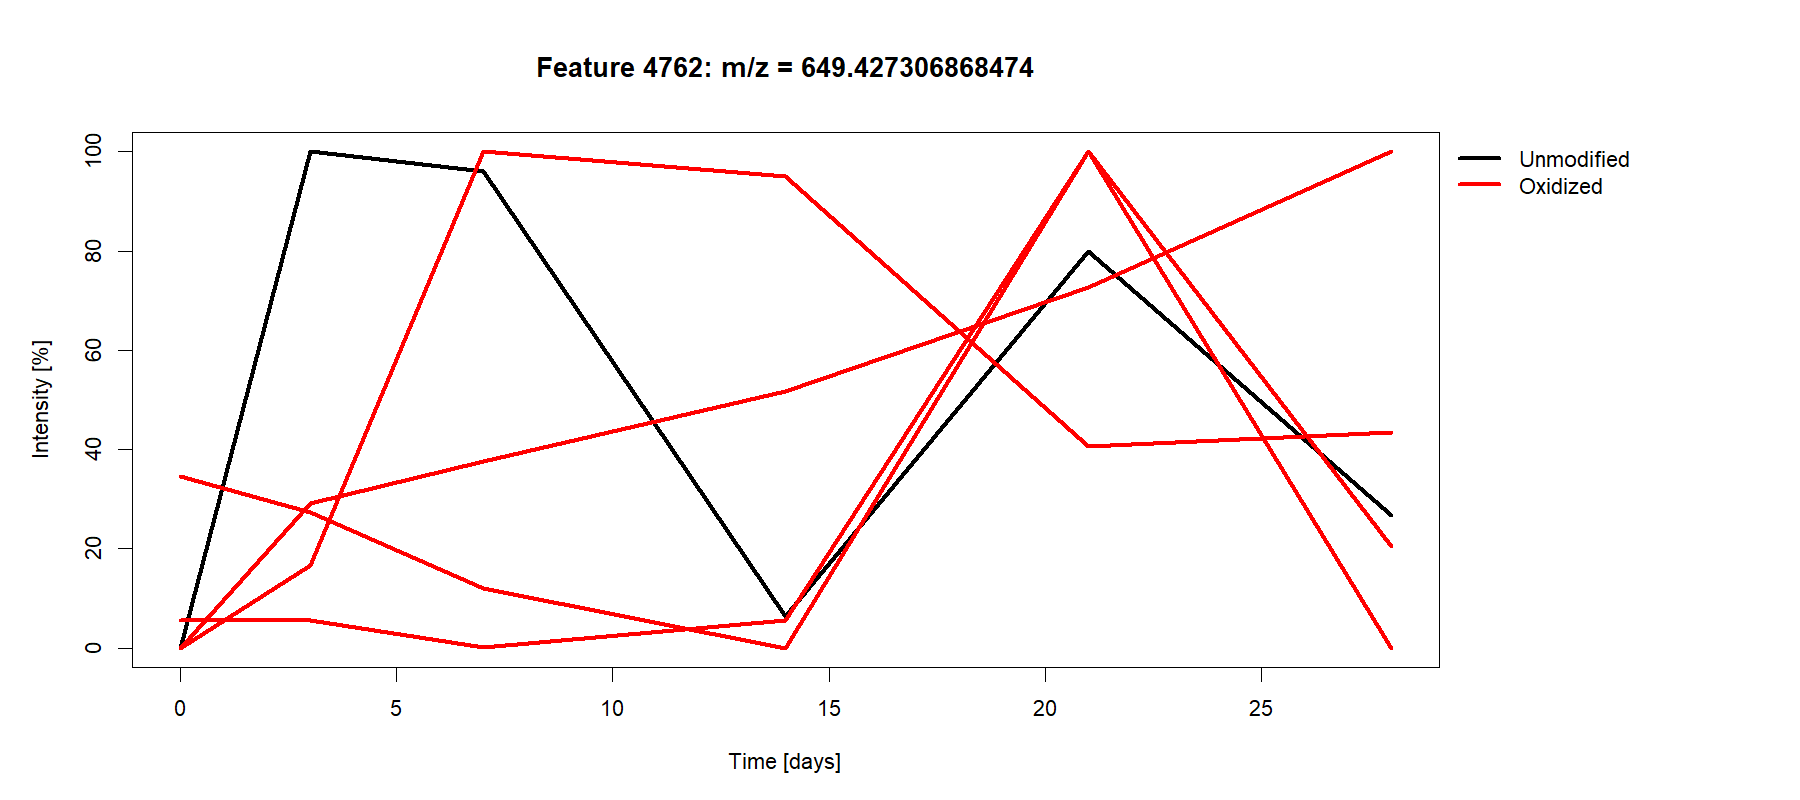 Feature 4762: m/z = 649.427306868474
Unmodified
Oxidized
Intensity [%]
100
80
60
40
20
0
0 5 10 15 20 25
Time [days]